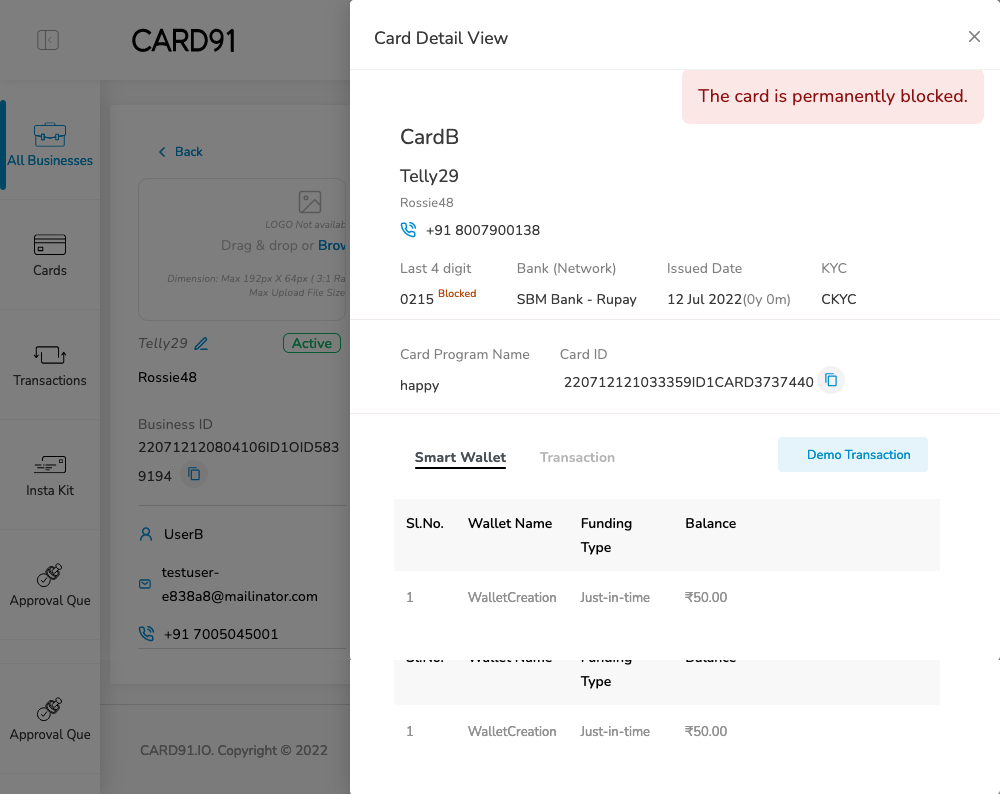 CARD91
All Businesses
Cards
Transactions
Insta Kit
Approval Que
Approval Que
Back
LOGO Not availab
Drag & drop or Brov
Dimension: Max 192px X 64px ( 3:1 Ra
Max Upload File Size
Telly29
Active
Rossie48
Business ID
220712120804106ID1OID583
9194
UserB
testuser-
e838a8@mailinator.com
+91 7005045001
CARD91.IO. Copyright © 2022
Card Detail View
The card is permanently blocked.
CardB
Telly29
Rossie48
+91 8007900138
Last 4 digit Bank (Network) Issued Date KYC
0215 Blocked SBM Bank - Rupay 12 Jul 2022(0y 0m) CKYC
Card Program Name Card ID
happy 220712121033359ID1CARD3737440
Smart Wallet Transaction Demo Transaction
Sl.No. Wallet Name Funding Type Balance
1 WalletCreation Just-in-time ₹50.00
Sl.No. Wallet Name Funding Type Balance
1 WalletCreation Just-in-time ₹50.00